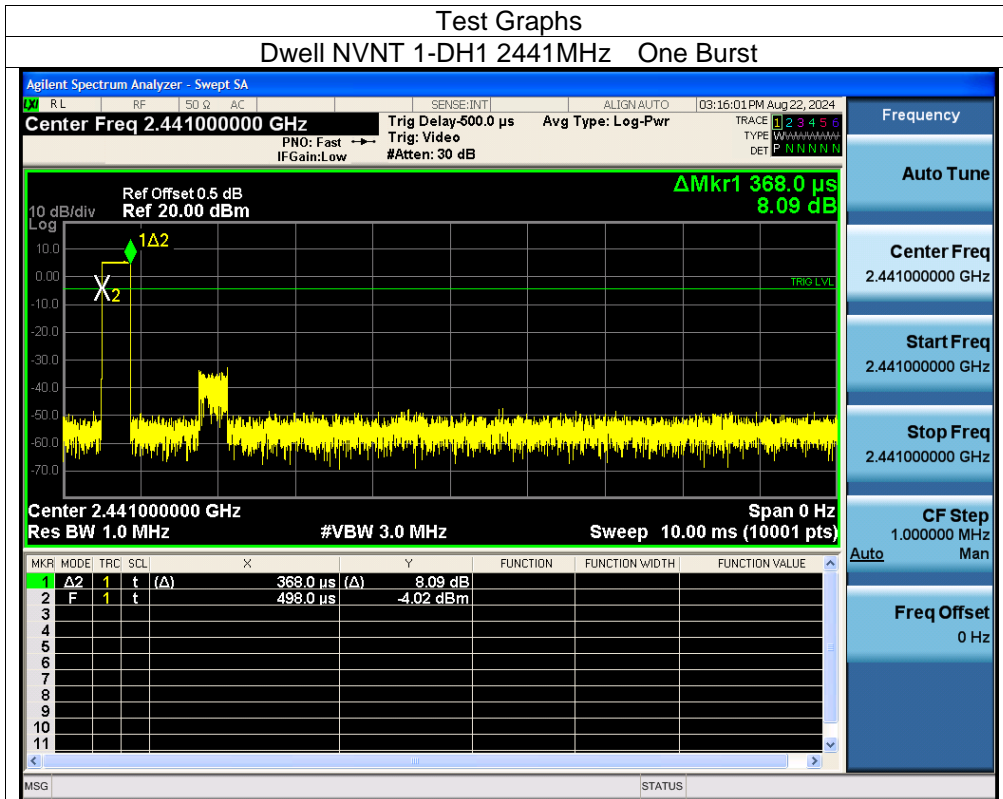 Test Graphs
Dwell NVNT 1-DH1 2441MHz One Burst
Agilent Spectrum Analyzer - Swept SA
LXI RL RF 50 Ω AC SENSE:INT ALIGN AUTO 03:16:01 PM Aug 22, 2024
Center Freq 2.441000000 GHz
PNO: Fast
IFGain:Low
Trig Delay-500.0 µs
Trig: Video
#Atten: 30 dB
Avg Type: Log-Pwr
TRACE 1 2 3 4 5 6
TYPE WWWWWW
DET P N N N N N
Ref Offset 0.5 dB
10 dB/div Ref 20.00 dBm
Log
ΔMkr1 368.0 µs
8.09 dB
1Δ2
10.0
0.00
X2
TRIG LVL
-10.0
-20.0
-30.0
-40.0
-50.0
-60.0
-70.0
Center 2.441000000 GHz Span 0 Hz
Res BW 1.0 MHz #VBW 3.0 MHz Sweep 10.00 ms (10001 pts)
MKR MODE TRC SCL X Y FUNCTION FUNCTION WIDTH FUNCTION VALUE
1 Δ2 1 t (Δ) 368.0 µs (Δ) 8.09 dB
2 F 1 t 498.0 µs -4.02 dBm
3
4
5
6
7
8
9
10
11
MSG STATUS
Frequency
Auto Tune
Center Freq
2.441000000 GHz
Start Freq
2.441000000 GHz
Stop Freq
2.441000000 GHz
CF Step
1.000000 MHz
Auto Man
Freq Offset
0 Hz